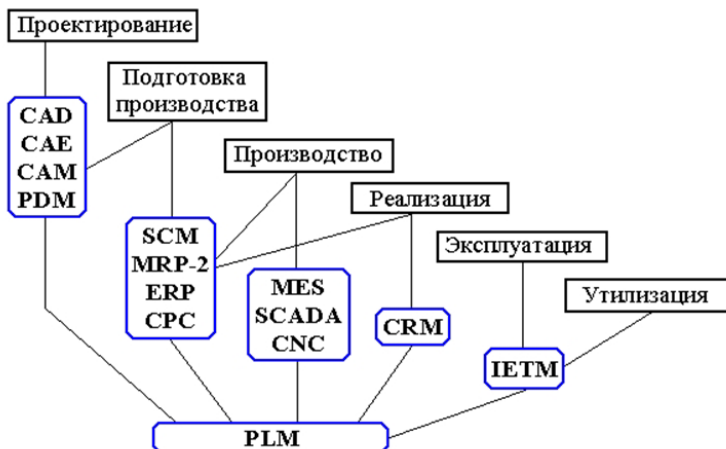 Проектирование
Подготовка
производства
CAD
CAE
CAM
PDM
Производство
Реализация
SCM
MRP-2
ERP
CPC
Эксплуатация
MES
SCADA
CNC
CRM
Утилизация
IETM
PLM